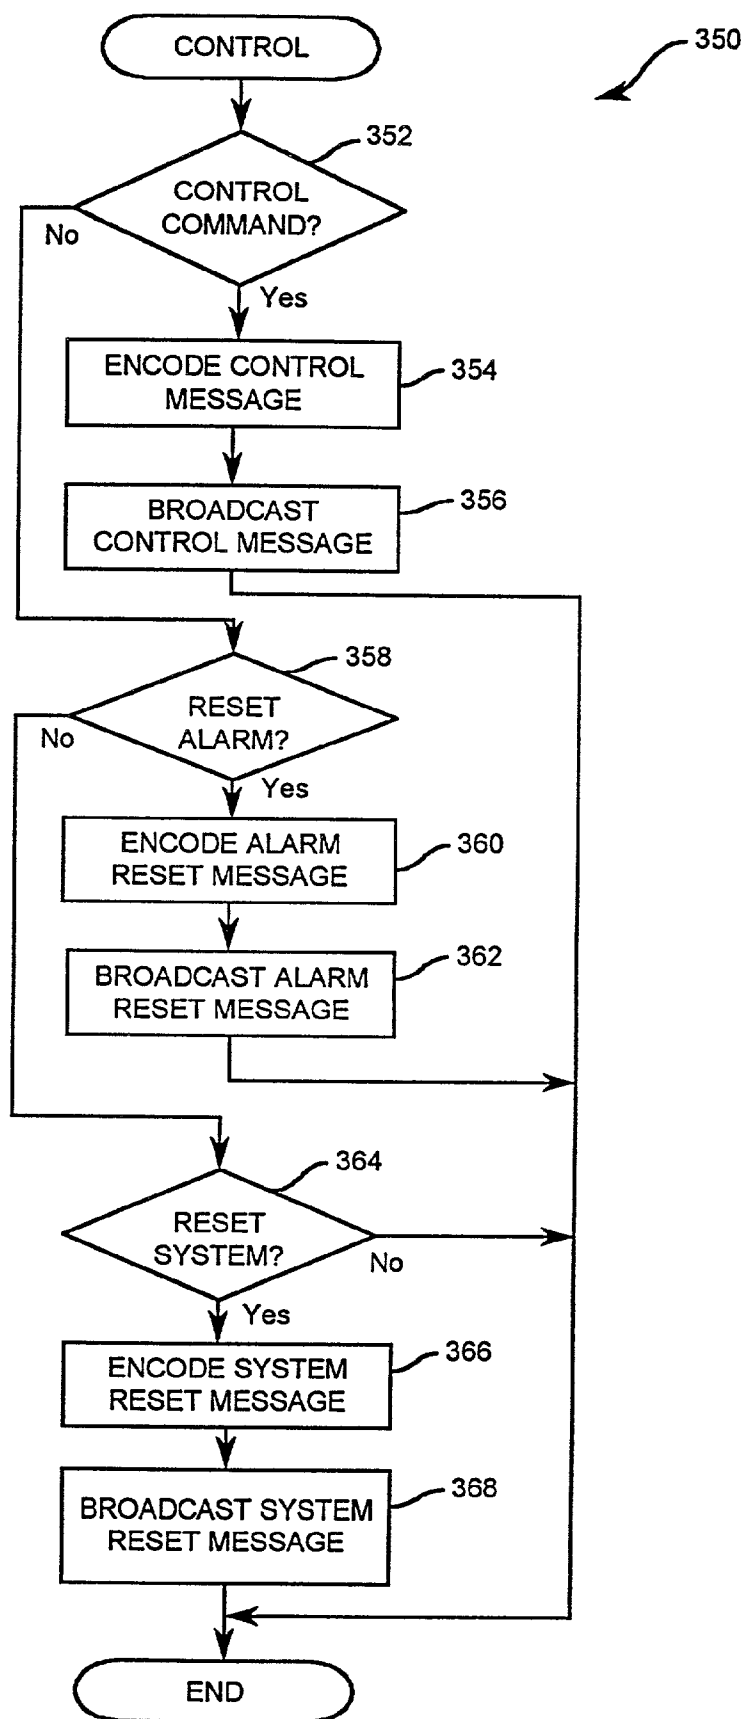 CONTROL
350
352
CONTROL
COMMAND?
No
Yes
ENCODE CONTROL
MESSAGE
354
BROADCAST
CONTROL MESSAGE
356
358
RESET
ALARM?
No
Yes
ENCODE ALARM
RESET MESSAGE
360
BROADCAST ALARM
RESET MESSAGE
362
364
RESET
SYSTEM?
No
Yes
ENCODE SYSTEM
RESET MESSAGE
366
BROADCAST SYSTEM
RESET MESSAGE
368
END